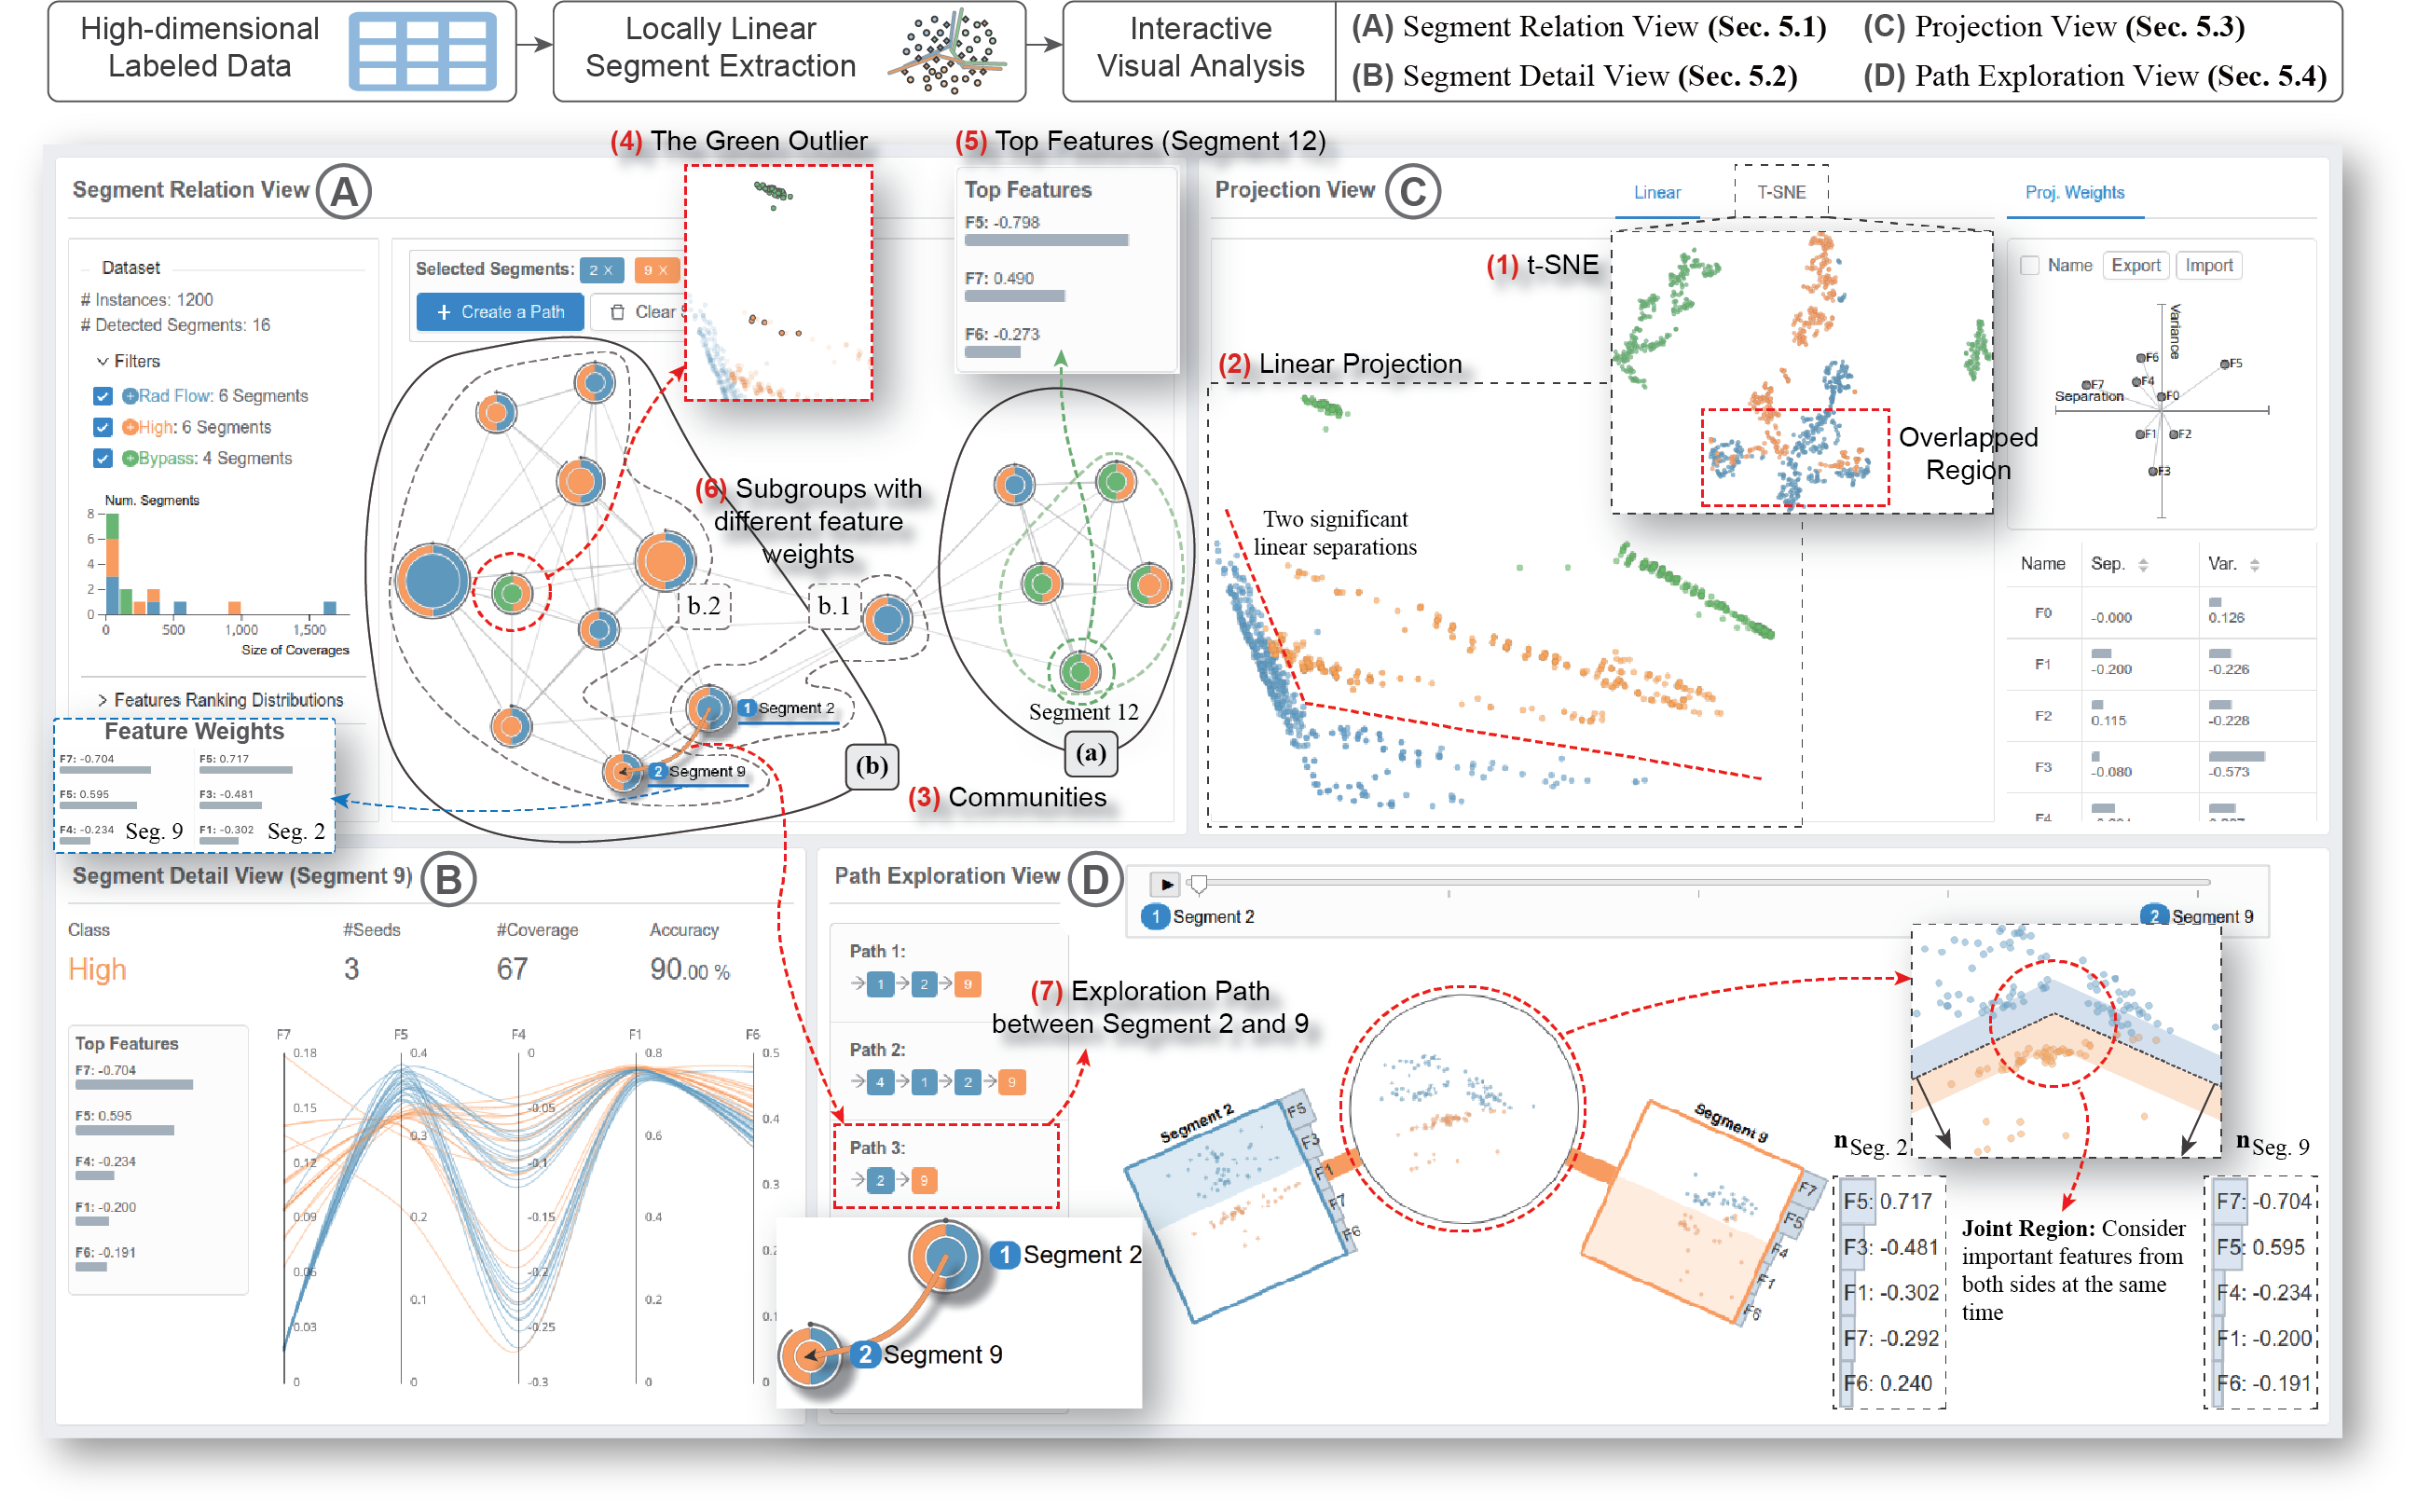 High-dimensional
Labeled Data
Locally Linear
Segment Extraction
Interactive
Visual Analysis
(A) Segment Relation View (Sec. 5.1)
(B) Segment Detail View (Sec. 5.2)
(C) Projection View (Sec. 5.3)
(D) Path Exploration View (Sec. 5.4)
(4) The Green Outlier
(5) Top Features (Segment 12)
Segment Relation View
A
Dataset
# Instances: 1200
# Detected Segments: 16
Filters
Rad Flow: 6 Segments
High: 6 Segments
Bypass: 4 Segments
Num. Segments
8
6
4
2
0
0
500
1,000
1,500
Size of Coverages
Features Ranking Distributions
Feature Weights
F7: -0.704
F5: 0.595
F4: -0.234
Seg. 9
F5: 0.717
F3: -0.481
F1: -0.302
Seg. 2
Selected Segments: 2 X 9 X
+ Create a Path
Clear
Top Features
F5: -0.798
F7: 0.490
F6: -0.273
(6) Subgroups with
different feature
weights
b.2
b.1
1 Segment 2
2 Segment 9
(b)
Segment 12
(a)
(3) Communities
Projection View
C
Linear
T-SNE
Proj. Weights
(1) t-SNE
(2) Linear Projection
Two significant
linear separations
Overlapped
Region
Name
Export
Import
Variance
Separation
F6
F5
F4
F7
F0
F1
F2
F3
Name Sep. Var.
F0 -0.000 0.126
F1 -0.200 -0.226
F2 0.115 -0.228
F3 -0.080 -0.573
F4
Segment Detail View (Segment 9)
B
Class #Seeds #Coverage Accuracy
High 3 67 90.00 %
Top Features
F7: -0.704
F5: 0.595
F4: -0.234
F1: -0.200
F6: -0.191
F7 F5 F4 F1 F6
0.18
0.15
0.12
0.09
0.06
0.03
0
0.4
0.3
0.2
0.1
0
0
-0.05
-0.1
-0.15
-0.2
-0.25
-0.3
0.8
0.6
0.4
0.2
0
0.5
0.4
0.3
0.2
0.1
0
Path Exploration View
D
1 Segment 2
2 Segment 9
Path 1:
1 2 9
Path 2:
4 1 2 9
Path 3:
2 9
(7) Exploration Path
between Segment 2 and 9
1 Segment 2
2 Segment 9
Segment 2
F5
F3
F1
F7
F6
Segment 9
F7
F5
F4
F1
F6
nSeg. 2
nSeg. 9
F5: 0.717
F3: -0.481
F1: -0.302
F7: -0.292
F6: 0.240
Joint Region: Consider
important features from
both sides at the same
time
F7: -0.704
F5: 0.595
F4: -0.234
F1: -0.200
F6: -0.191